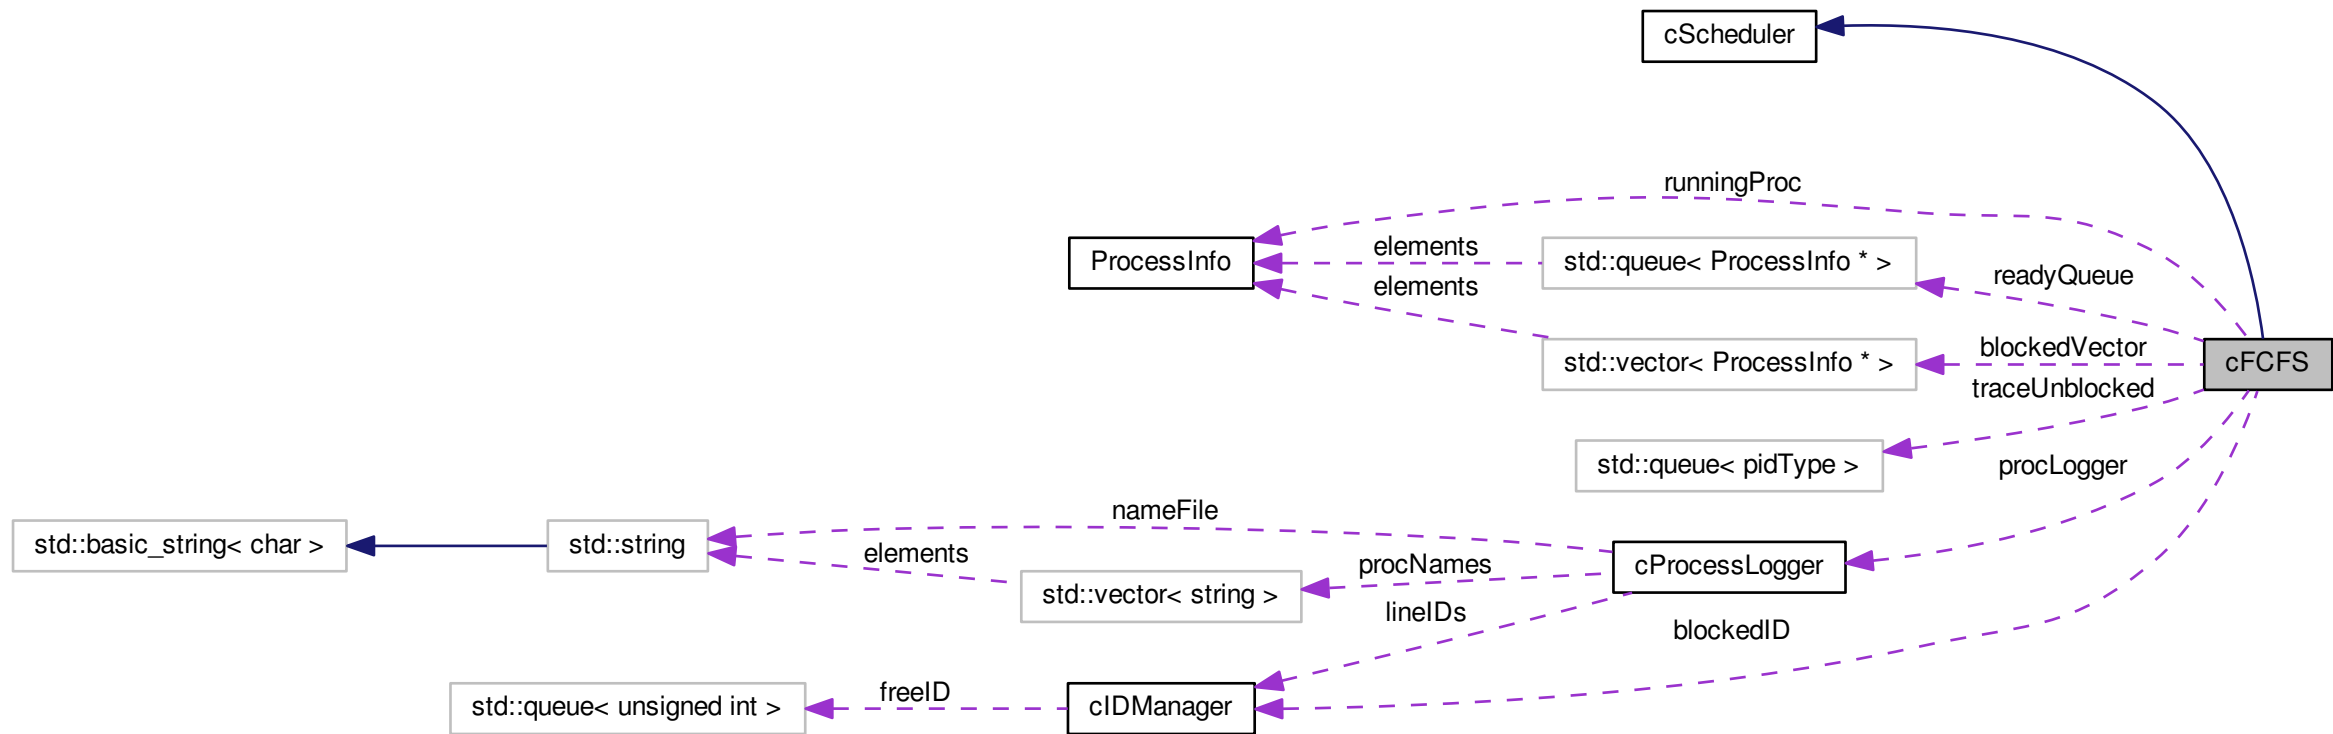 cScheduler
runningProc
ProcessInfo
elements
std::queue< ProcessInfo * >
readyQueue
elements
std::vector< ProcessInfo * >
blockedVector
cFCFS
traceUnblocked
std::queue< pidType >
procLogger
nameFile
std::basic_string< char >
std::string
elements
procNames
cProcessLogger
std::vector< string >
lineIDs
blockedID
std::queue< unsigned int >
freeID
cIDManager